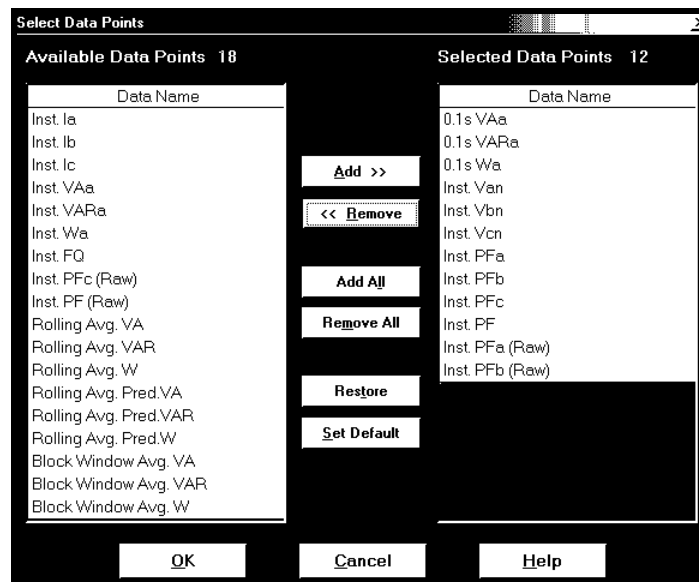 Select Data Points
Available Data Points 18
Data Name
Inst. Ia
Inst. Ib
Inst. Ic
Inst. VAa
Inst. VARa
Inst. Wa
Inst. FQ
Inst. PFc (Raw)
Inst. PF (Raw)
Rolling Avg. VA
Rolling Avg. VAR
Rolling Avg. W
Rolling Avg. Pred.VA
Rolling Avg. Pred.VAR
Rolling Avg. Pred.W
Block Window Avg. VA
Block Window Avg. VAR
Block Window Avg. W
Add >>
<< Remove
Add All
Remove All
Restore
Set Default
Selected Data Points 12
Data Name
0.1s VAa
0.1s VARa
0.1s Wa
Inst. Van
Inst. Vbn
Inst. Vcn
Inst. PFa
Inst. PFb
Inst. PFc
Inst. PF
Inst. PFa (Raw)
Inst. PFb (Raw)
OK
Cancel
Help